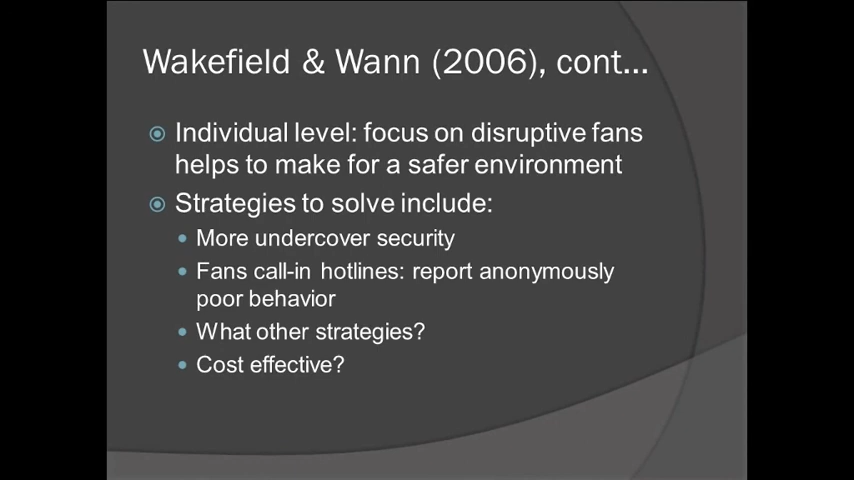 Wakefield & Wann (2006), cont...
Individual level: focus on disruptive fans
helps to make for a safer environment
Strategies to solve include:
More undercover security
Fans call-in hotlines: report anonymously
poor behavior
What other strategies?
Cost effective?